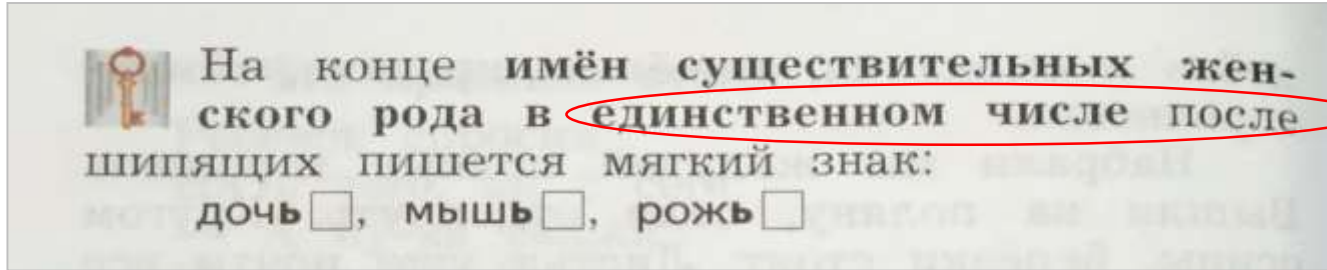 На конце имён существительных жен-
ского рода в единственном числе после
шипящих пишется мягкий знак:
дочь, мышь, рожь